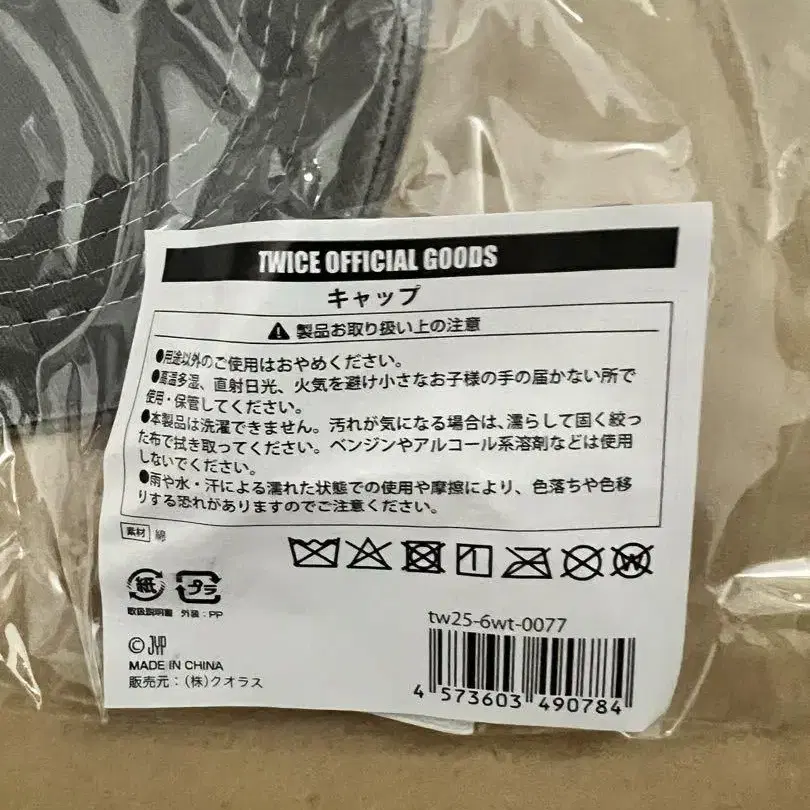 TWICE OFFICIAL GOODS
キャップ
製品お取り扱い上の注意
●用途以外のご使用はおやめください。
●高温多湿、直射日光、火気を避け小さなお子様の手の届かない所で
使用・保管してください。
●本製品は洗濯できません。汚れが気になる場合は、濡らして固く絞っ
た布で拭き取ってください。ベンジンやアルコール系溶剤などは使用
しないでください。
●雨や水・汗による濡れた状態での使用や摩擦により、色落ちや色移
りする恐れがありますのでご注意ください。
素材 綿
W
紙 プラ
取扱説明書 外装：PP
tw25-6wt-0077
© JYP
MADE IN CHINA
販売元：(株)クオラス
4 573603 490784